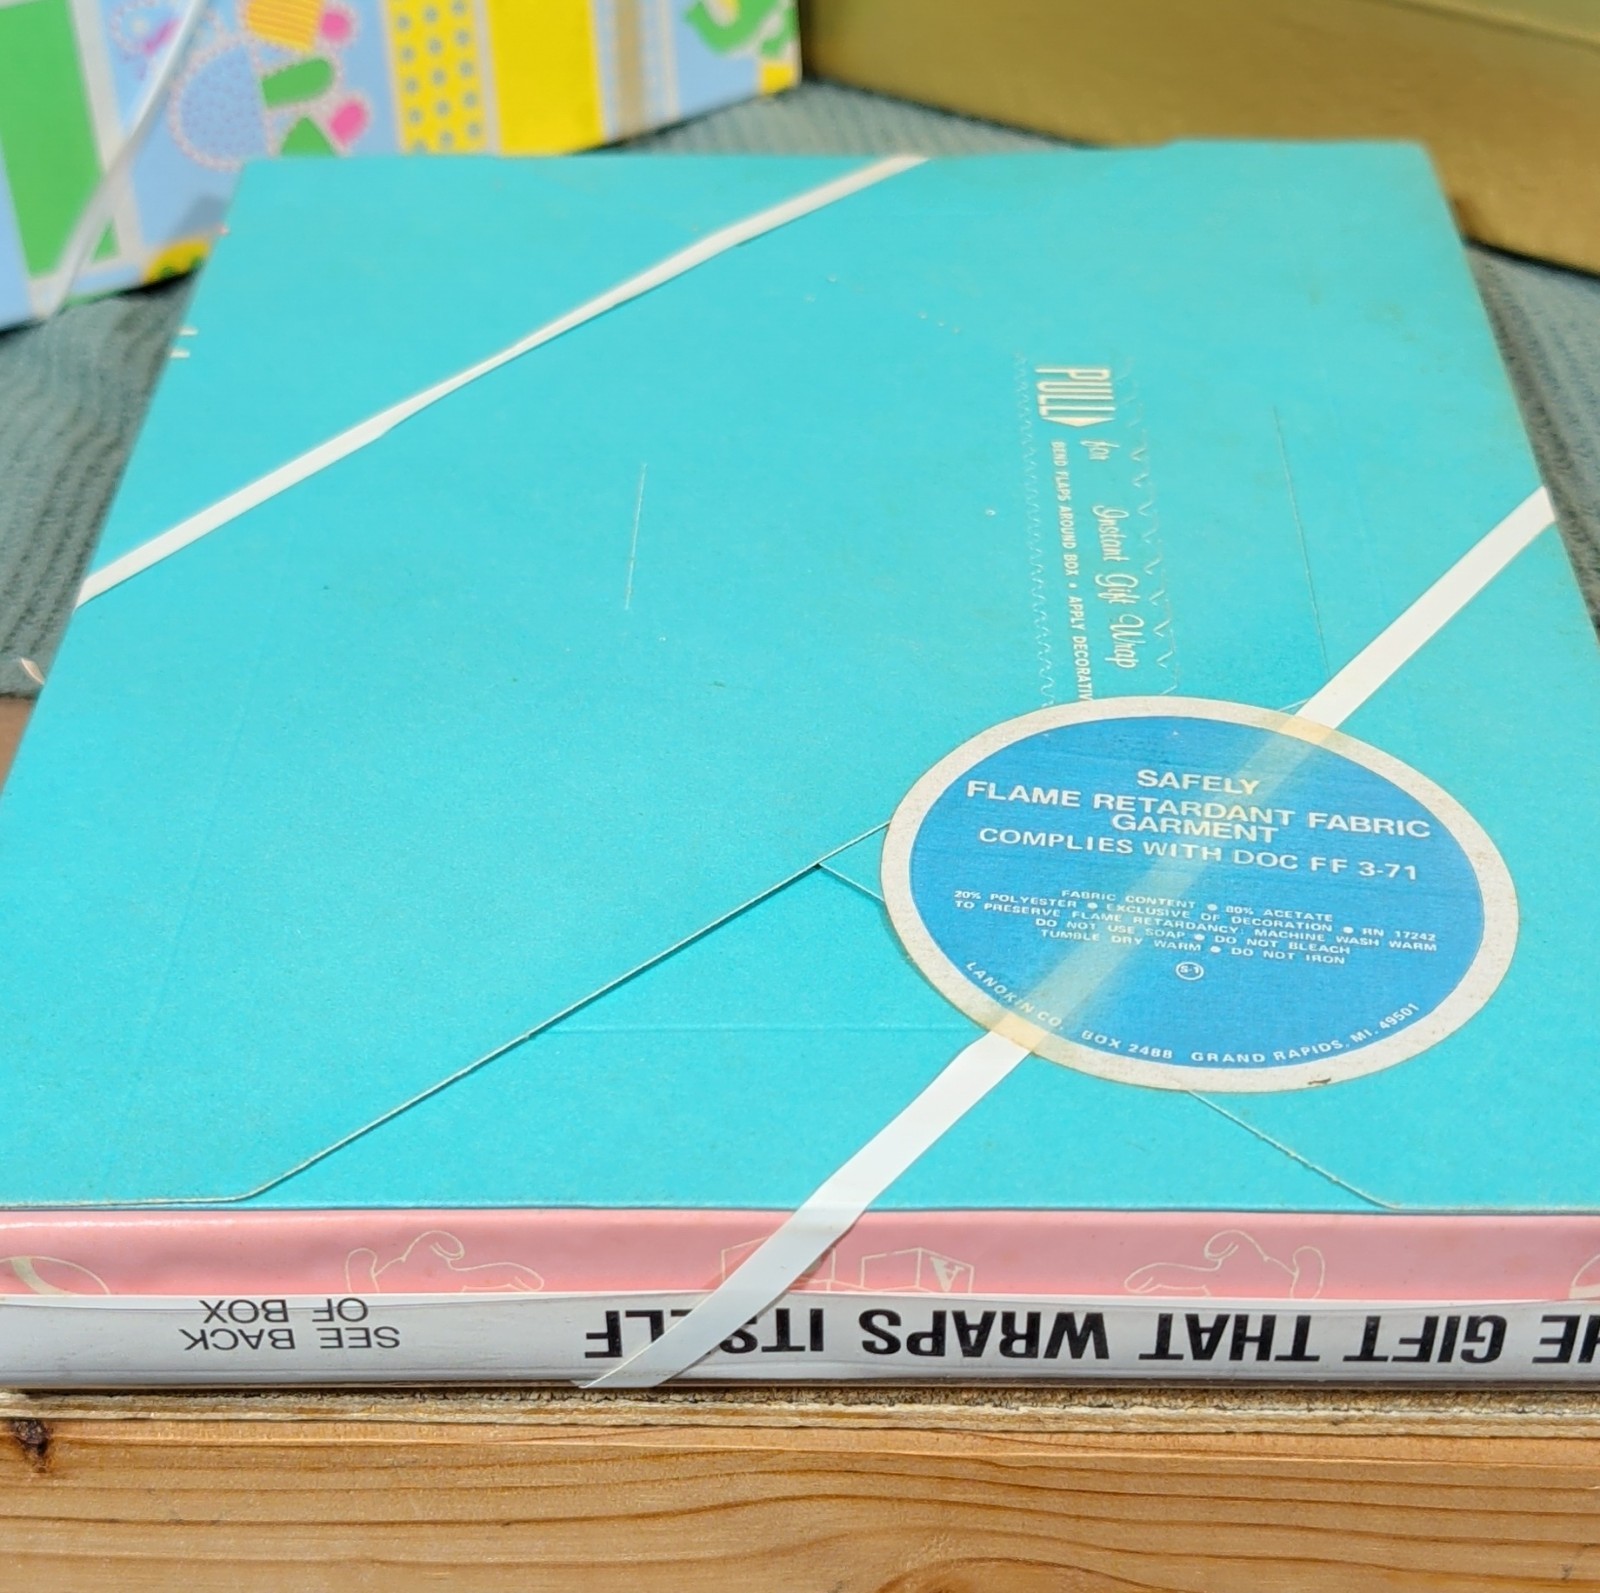 PULL
for Instant Gift Wrap
BEND FLAPS AROUND BOX • APPLY DECORATIV
SAFELY
FLAME RETARDANT FABRIC
GARMENT
COMPLIES WITH DOC FF 3-71
FABRIC CONTENT • 80% ACETATE
20% POLYESTER • EXCLUSIVE OF DECORATION • RN 17242
TO PRESERVE FLAME RETARDANCY: MACHINE WASH WARM
DO NOT USE SOAP • DO NOT BLEACH
TUMBLE DRY WARM • DO NOT IRON
S-1
LANOKIN CO. BOX 2488 GRAND RAPIDS, MI. 49501
A
HE GIFT THAT WRAPS ITSELF
SEE BACK
OF BOX